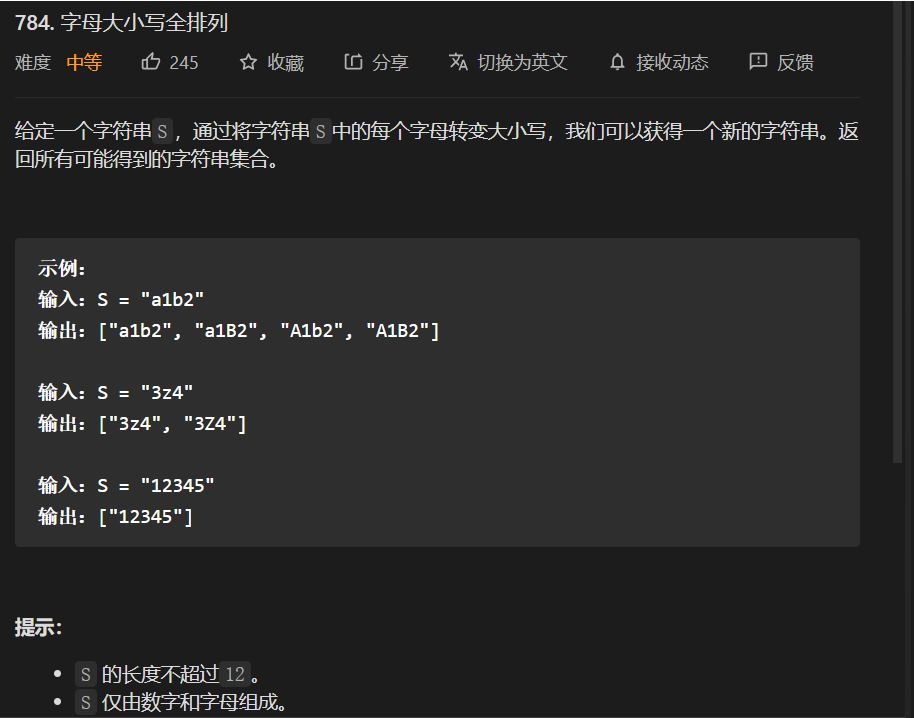 784. 字母大小写全排列
难度 中等 245 收藏 分享 切换为英文 接收动态 反馈
给定一个字符串 S ，通过将字符串 S 中的每个字母转变大小写，我们可以获得一个新的字符串。返
回所有可能得到的字符串集合。
示例：
输入：S = "a1b2"
输出：["a1b2", "a1B2", "A1b2", "A1B2"]
输入：S = "3z4"
输出：["3z4", "3Z4"]
输入：S = "12345"
输出：["12345"]
提示：
• S 的长度不超过 12 。
• S 仅由数字和字母组成。